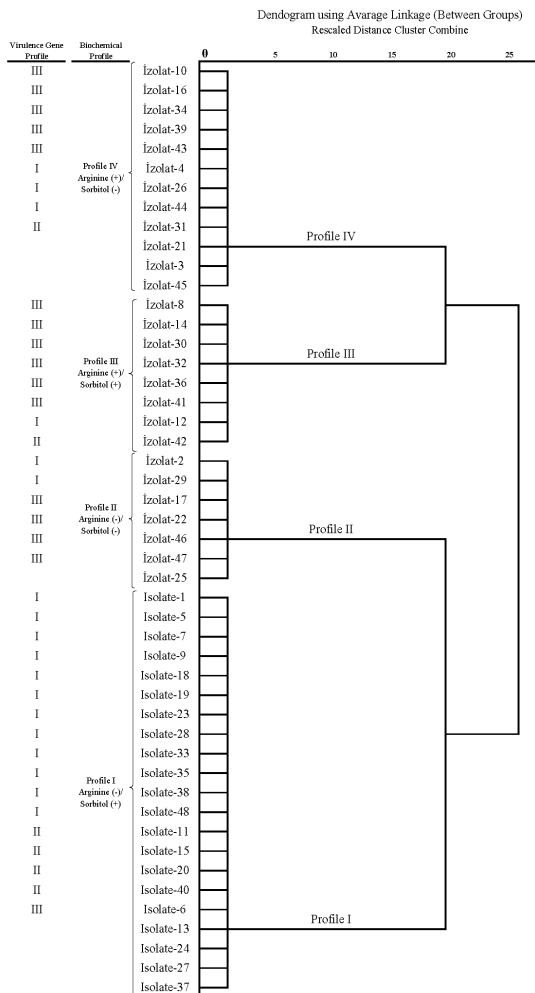 Dendogram using Avarage Linkage (Between Groups)
Rescaled Distance Cluster Combine
Virulence Gene Profile Biochemical Profile 0 5 10 15 20 25
III İzolat-10
III İzolat-16
III İzolat-34
III İzolat-39
III İzolat-43
I Profile IV İzolat-4
Arginine (+)/
I Sorbitol (-) İzolat-26
I İzolat-44
II İzolat-31
İzolat-21 Profile IV
İzolat-3
İzolat-45
III İzolat-8
III İzolat-14
III İzolat-30
III Profile III İzolat-32 Profile III
Arginine (+)/
III Sorbitol (+) İzolat-36
III İzolat-41
I İzolat-12
II İzolat-42
I İzolat-2
I İzolat-29
III Profile II İzolat-17
III Arginine (-)/ İzolat-22
III Sorbitol (-) İzolat-46 Profile II
III İzolat-47
İzolat-25
I Isolate-1
I Isolate-5
I Isolate-7
I Isolate-9
I Isolate-18
I Isolate-19
I Isolate-23
I Isolate-28
I Isolate-33
I Profile I Isolate-35
I Arginine (-)/ Isolate-38
I Sorbitol (+) Isolate-48
II Isolate-11
II Isolate-15
II Isolate-20
II Isolate-40
III Isolate-6
Isolate-13 Profile I
Isolate-24
Isolate-27
Isolate-37